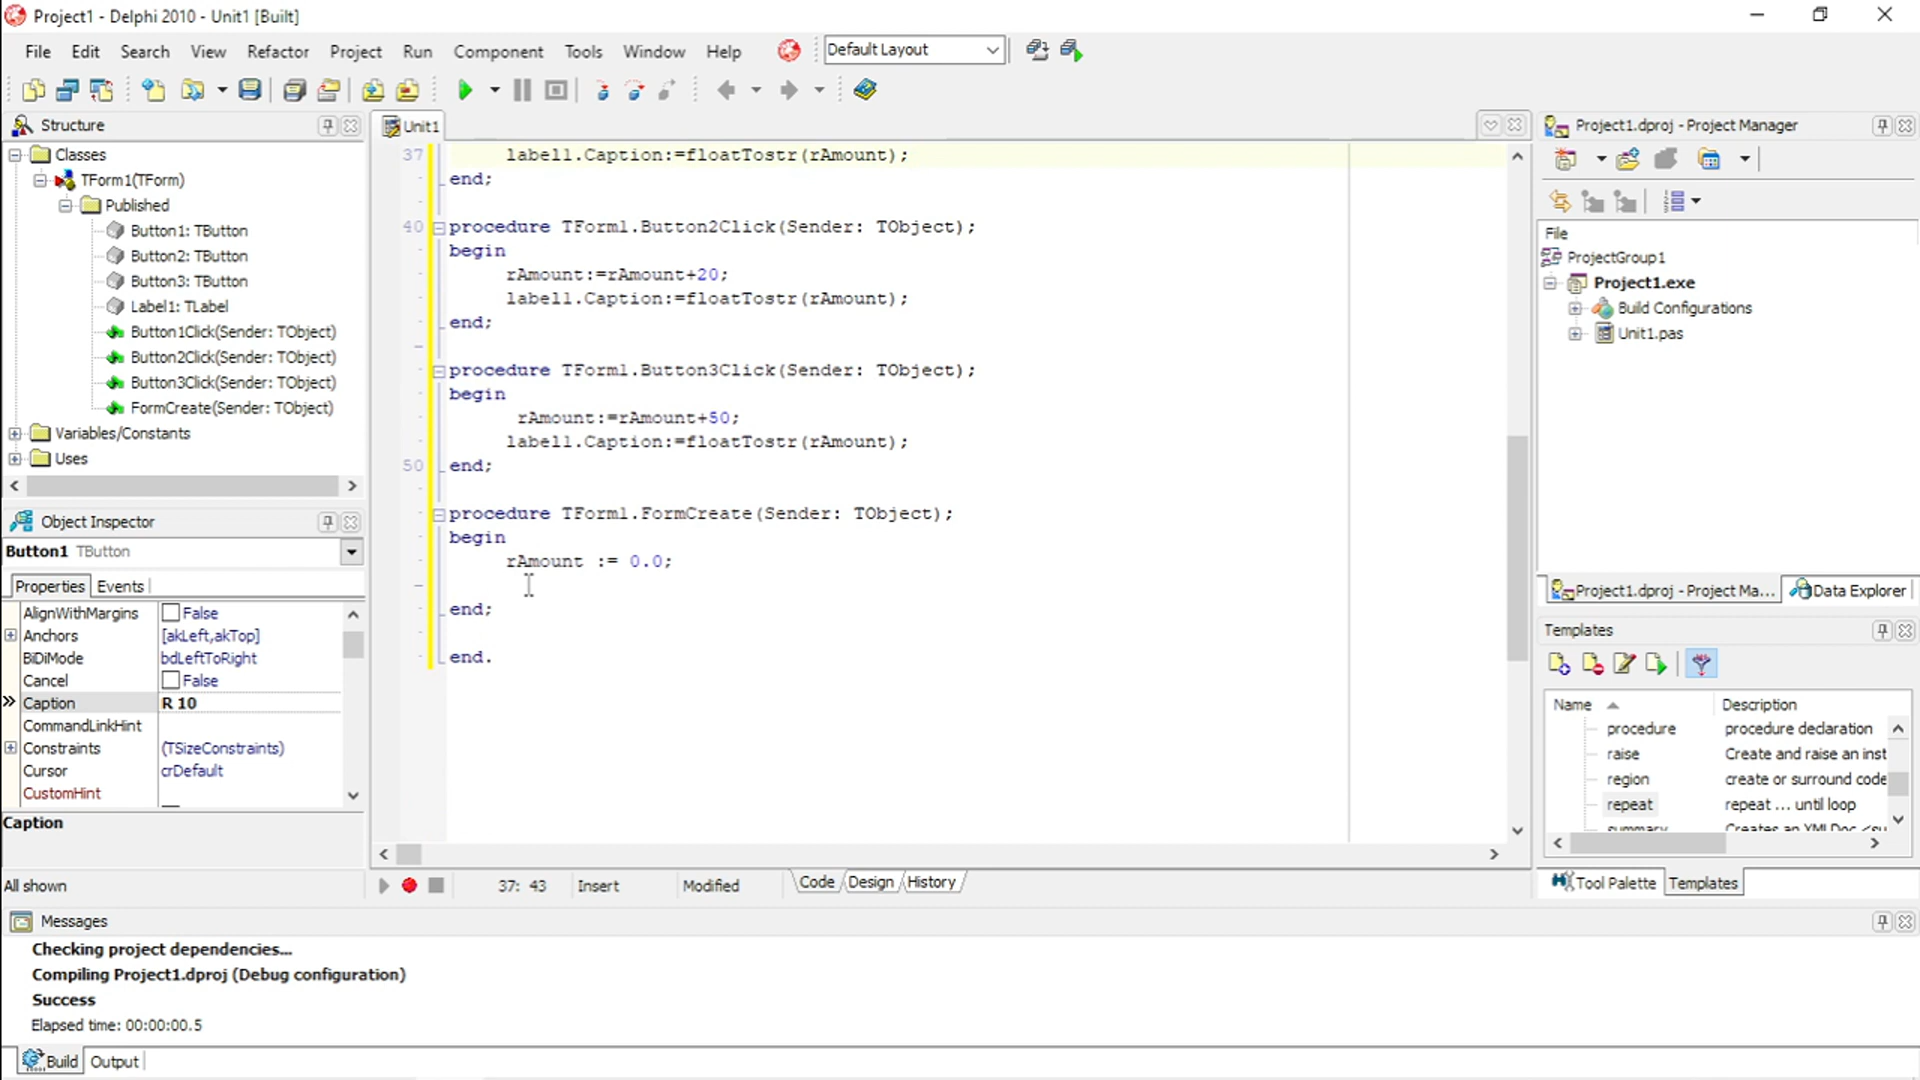 Project1 - Delphi 2010 - Unit1 [Built]
File Edit Search View Refactor Project Run Component Tools Window Help
Default Layout
Structure
Classes
TForm1(TForm)
Published
Button1: TButton
Button2: TButton
Button3: TButton
Label1: TLabel
Button1Click(Sender: TObject)
Button2Click(Sender: TObject)
Button3Click(Sender: TObject)
FormCreate(Sender: TObject)
Variables/Constants
Uses
Object Inspector
Button1 TButton
Properties Events
AlignWithMargins False
Anchors [akLeft,akTop]
BiDiMode bdLeftToRight
Cancel False
Caption R 10
CommandLinkHint
Constraints (TSizeConstraints)
Cursor crDefault
CustomHint
Caption
All shown
Unit1
37 label1.Caption:=floatTostr(rAmount);
end;
40 procedure TForm1.Button2Click(Sender: TObject);
begin
rAmount:=rAmount+20;
label1.Caption:=floatTostr(rAmount);
end;
procedure TForm1.Button3Click(Sender: TObject);
begin
rAmount:=rAmount+50;
label1.Caption:=floatTostr(rAmount);
50 end;
procedure TForm1.FormCreate(Sender: TObject);
begin
rAmount := 0.0;
end;
end.
37: 43 Insert Modified Code Design History
Project1.dproj - Project Manager
File
ProjectGroup1
Project1.exe
Build Configurations
Unit1.pas
Project1.dproj - Project Ma... Data Explorer
Templates
Name Description
procedure procedure declaration
raise Create and raise an inst
region create or surround code
repeat repeat ... until loop
summary Creates an XMLDoc <su
Tool Palette Templates
Messages
Checking project dependencies...
Compiling Project1.dproj (Debug configuration)
Success
Elapsed time: 00:00:00.5
Build Output